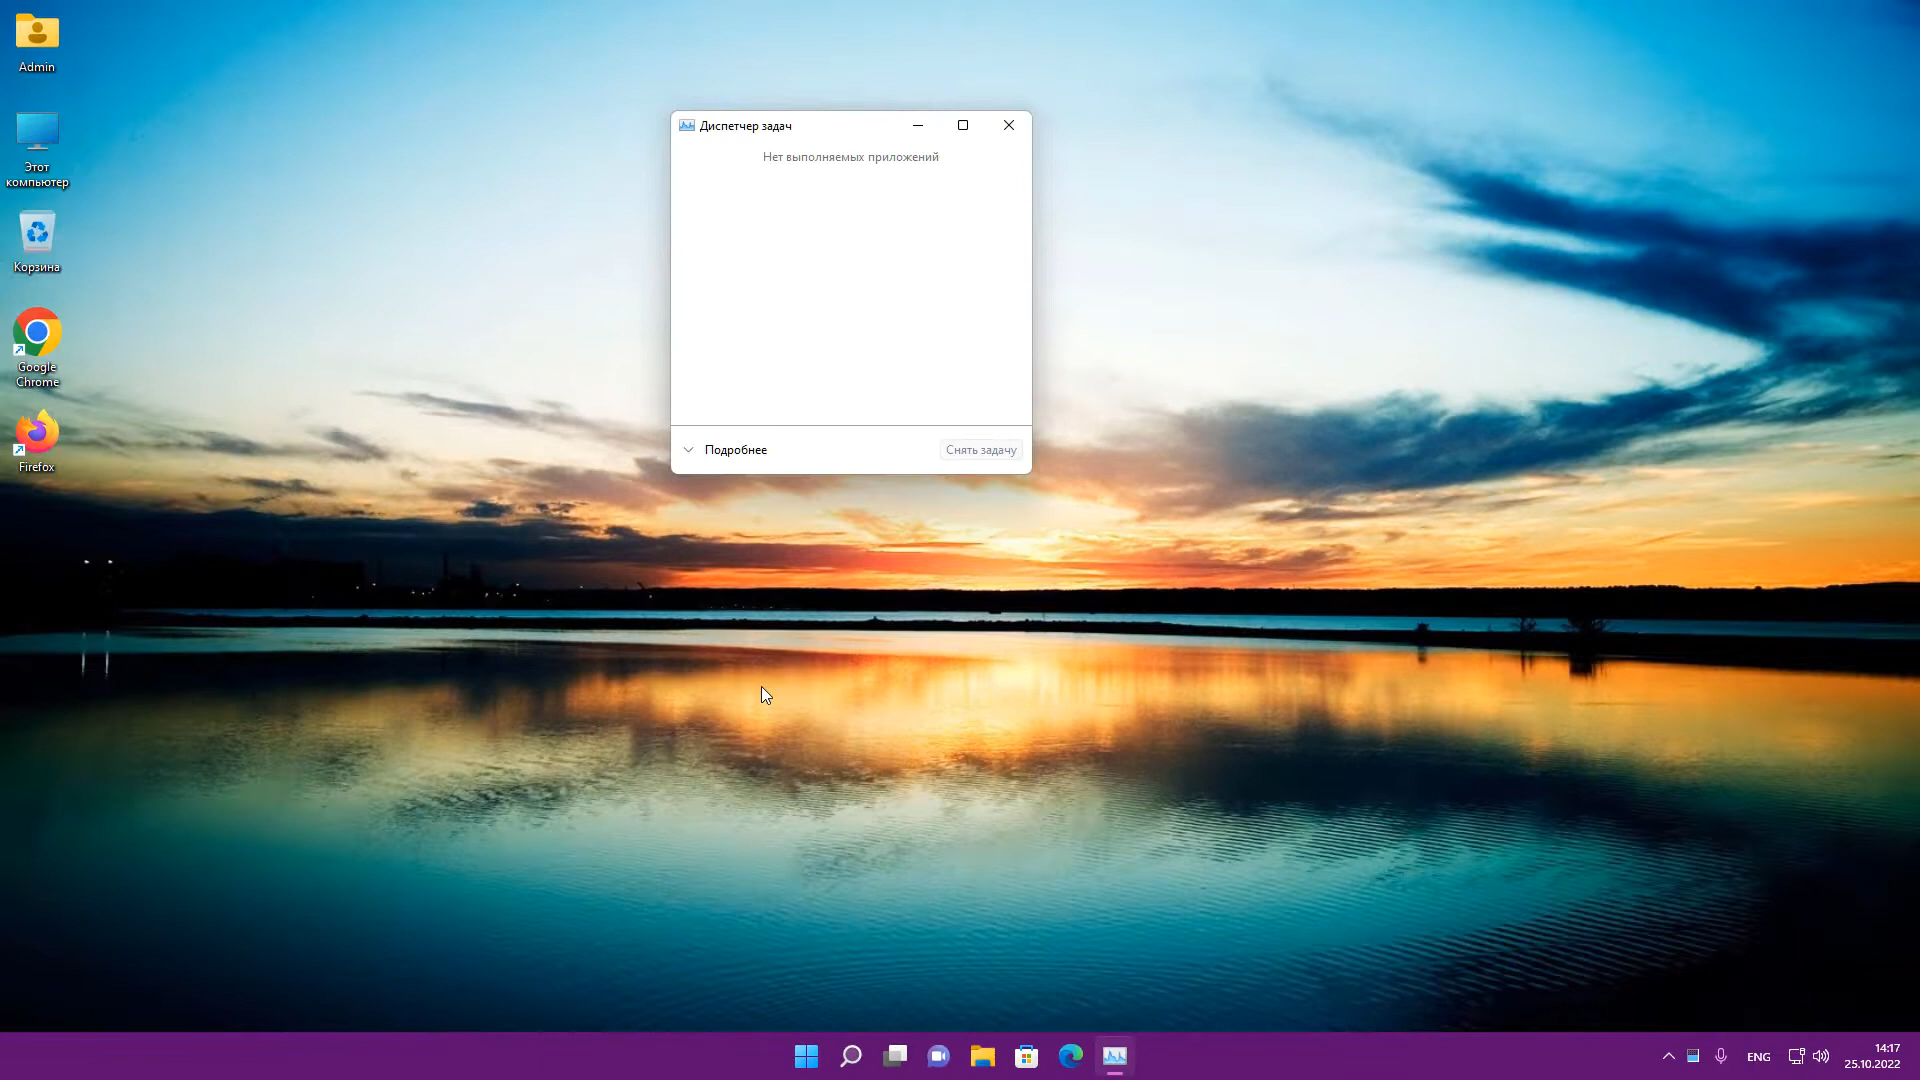 Admin
Этот
компьютер
Корзина
Google
Chrome
Firefox
Диспетчер задач
Нет выполняемых приложений
Подробнее
Снять задачу
ENG
14:17
25.10.2022